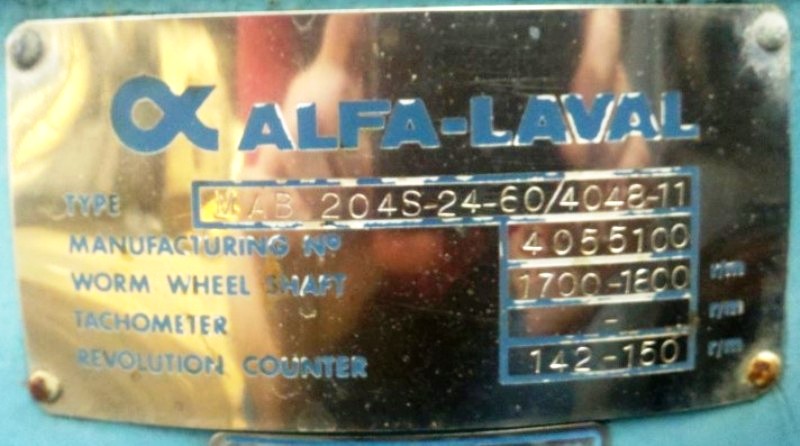 α ALFA-LAVAL
TYPE MAB 204S-24-60/4048-11
MANUFACTURING Nº 4055100
WORM WHEEL SHAFT 1700-1800 r/m
TACHOMETER - r/m
REVOLUTION COUNTER 142-150 r/m